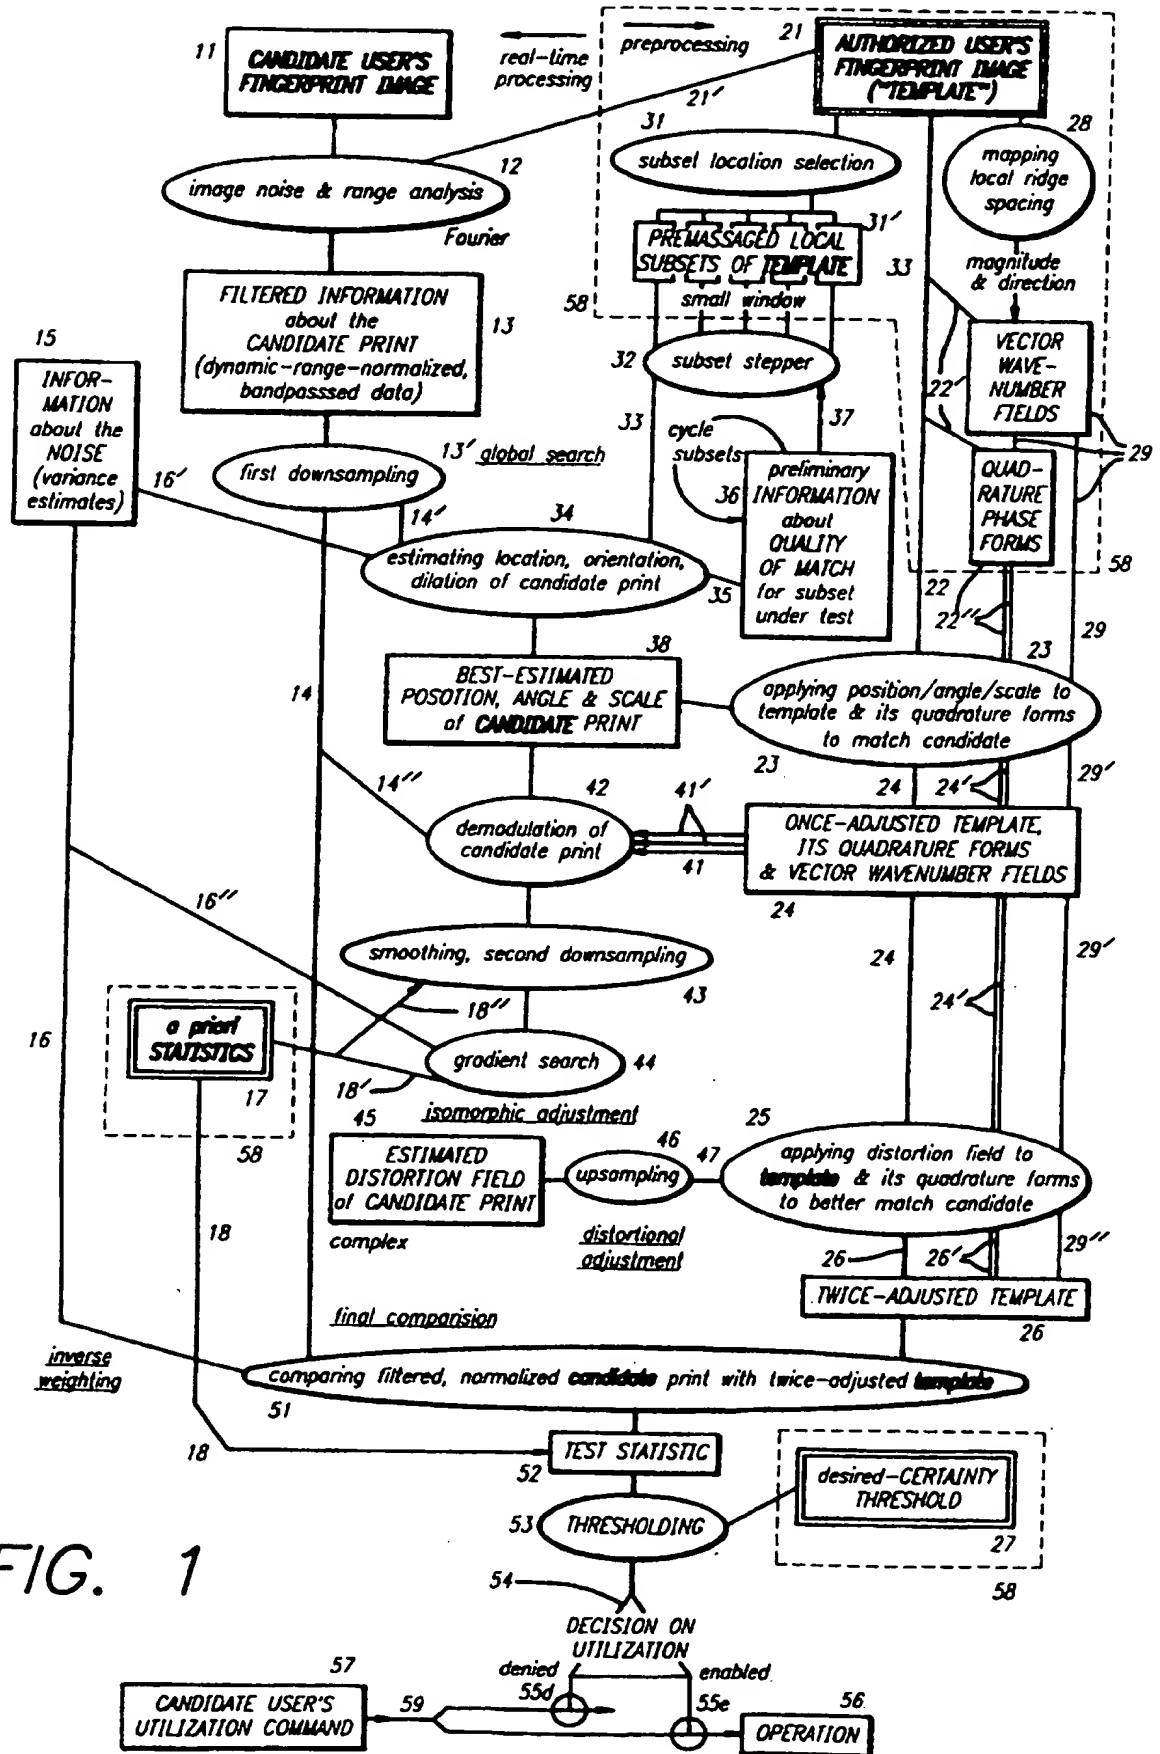 11
CANDIDATE USER'S
FINGERPRINT IMAGE
real-time
processing
preprocessing
21
AUTHORIZED USER'S
FINGERPRINT IMAGE
("TEMPLATE")
21'
31
subset location selection
28
mapping
local ridge
spacing
12
image noise & range analysis
Fourier
31'
PREMASSAGED LOCAL
SUBSETS OF TEMPLATE
small window
58
33
magnitude
& direction
FILTERED INFORMATION
about the
CANDIDATE PRINT
(dynamic-range-normalized,
bandpasssed data)
13
15
INFOR-
MATION
about the
NOISE
(variance
estimates)
32
subset stepper
22'
VECTOR
WAVE-
NUMBER
FIELDS
33
37
cycle
subsets
29
13'
global search
first downsampling
16'
14'
36
preliminary
INFORMATION
about
QUALITY
OF MATCH
for subset
under test
QUAD-
RATURE
PHASE
FORMS
34
estimating location, orientation,
dilation of candidate print
35
22
58
22''
29
38
23
BEST-ESTIMATED
POSOTION, ANGLE & SCALE
of CANDIDATE PRINT
14
applying position/angle/scale to
template & its quadrature forms
to match candidate
23
24
24'
29'
14''
42
41'
demodulation of
candidate print
41
ONCE-ADJUSTED TEMPLATE,
ITS QUADRATURE FORMS
& VECTOR WAVENUMBER FIELDS
24
16''
smoothing, second downsampling
43
24
29'
24'
18''
16
a priori
STATISTICS
17
gradient search
44
18'
isomorphic adjustment
58
45
ESTIMATED
DISTORTION FIELD
of CANDIDATE PRINT
complex
46
upsampling
47
25
applying distortion field to
template & its quadrature forms
to better match candidate
18
distortional
adjustment
26
26'
29''
TWICE-ADJUSTED TEMPLATE
26
final comparision
inverse
weighting
comparing filtered, normalized candidate print with twice-adjusted template
51
18
TEST STATISTIC
52
desired-CERTAINTY
THRESHOLD
27
53
THRESHOLDING
58
54
FIG. 1
DECISION ON
UTILIZATION
denied
enabled
57
55d
55e
56
CANDIDATE USER'S
UTILIZATION COMMAND
59
OPERATION